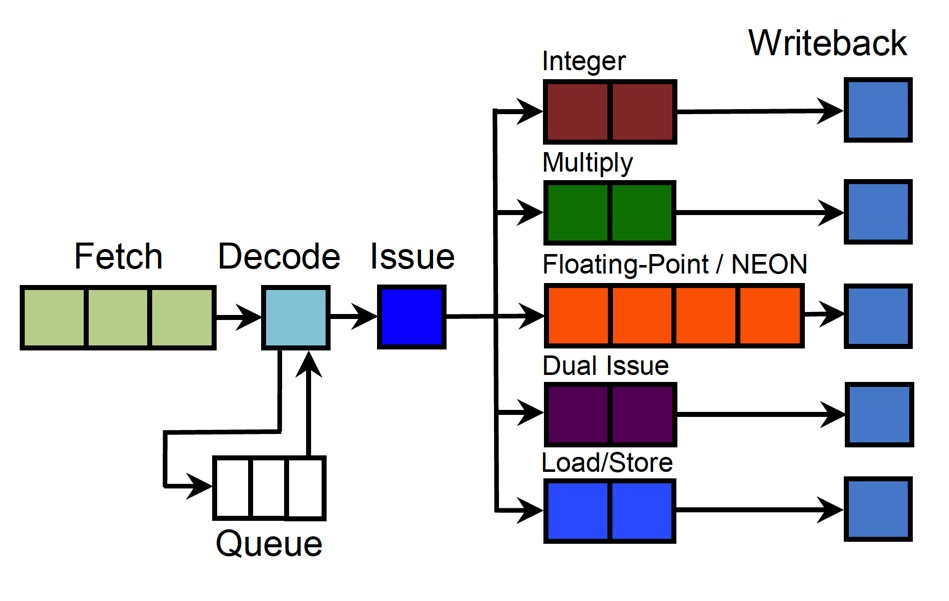 Writeback
Integer
Multiply
Fetch
Decode
Issue
Floating-Point / NEON
Dual Issue
Load/Store
Queue